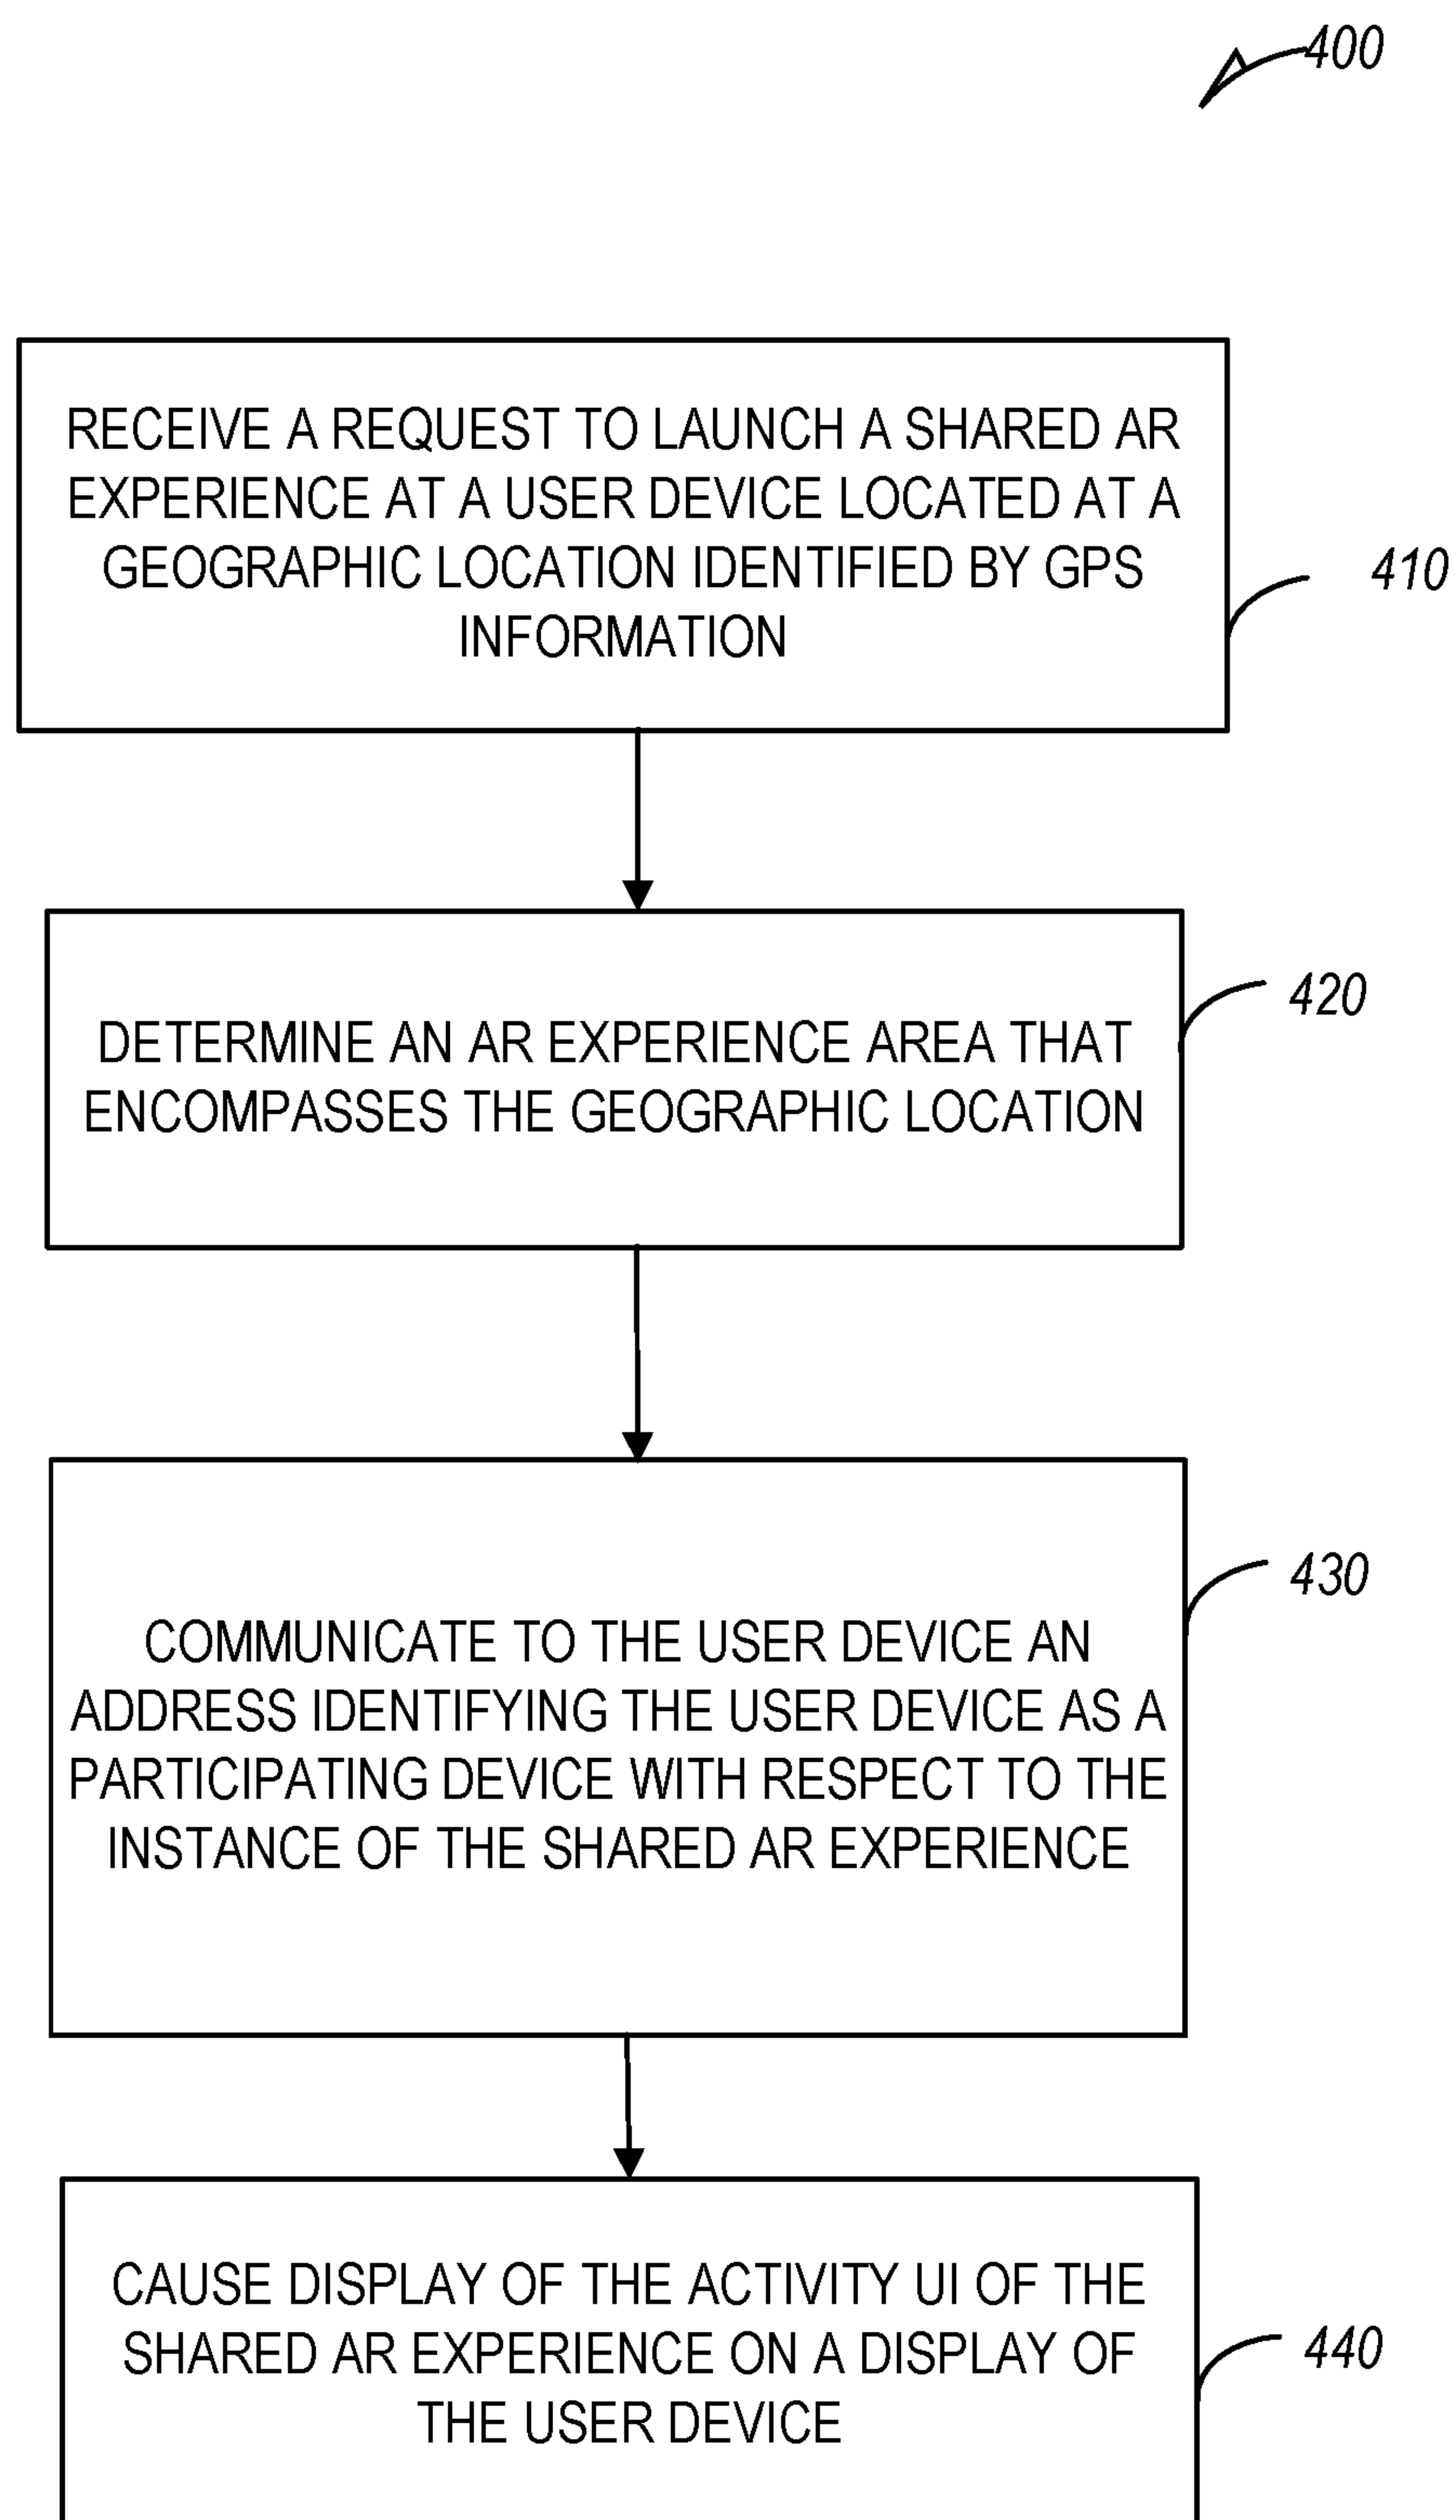 400
RECEIVE A REQUEST TO LAUNCH A SHARED AR
EXPERIENCE AT A USER DEVICE LOCATED AT A
GEOGRAPHIC LOCATION IDENTIFIED BY GPS
INFORMATION
410
DETERMINE AN AR EXPERIENCE AREA THAT
ENCOMPASSES THE GEOGRAPHIC LOCATION
420
COMMUNICATE TO THE USER DEVICE AN
ADDRESS IDENTIFYING THE USER DEVICE AS A
PARTICIPATING DEVICE WITH RESPECT TO THE
INSTANCE OF THE SHARED AR EXPERIENCE
430
CAUSE DISPLAY OF THE ACTIVITY UI OF THE
SHARED AR EXPERIENCE ON A DISPLAY OF
THE USER DEVICE
440